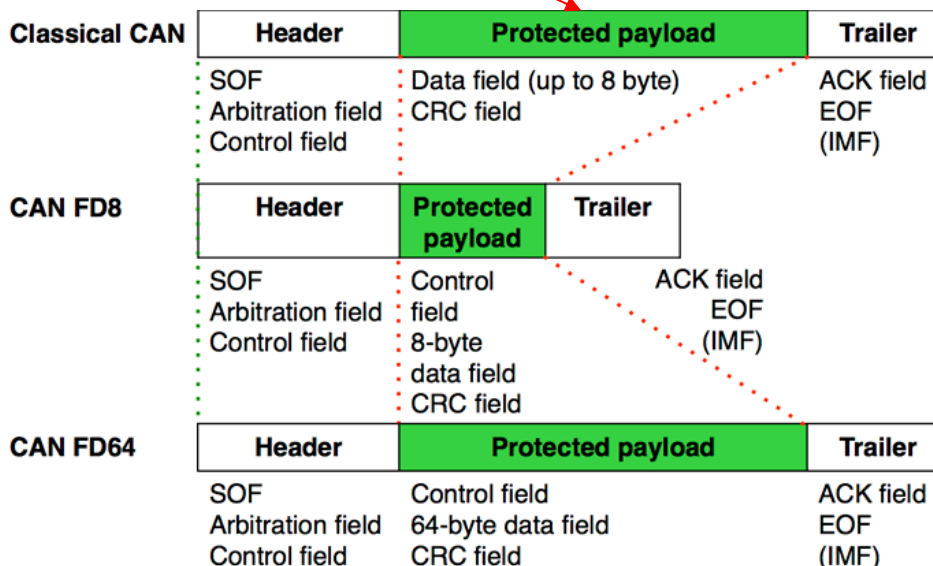 Classical CAN Header Protected payload Trailer
SOF Data field (up to 8 byte) ACK field
Arbitration field CRC field EOF
Control field (IMF)
CAN FD8 Header Protected Trailer
payload
SOF Control ACK field
Arbitration field field EOF
Control field 8-byte (IMF)
data field
CRC field
CAN FD64 Header Protected payload Trailer
SOF Control field ACK field
Arbitration field 64-byte data field EOF
Control field CRC field (IMF)